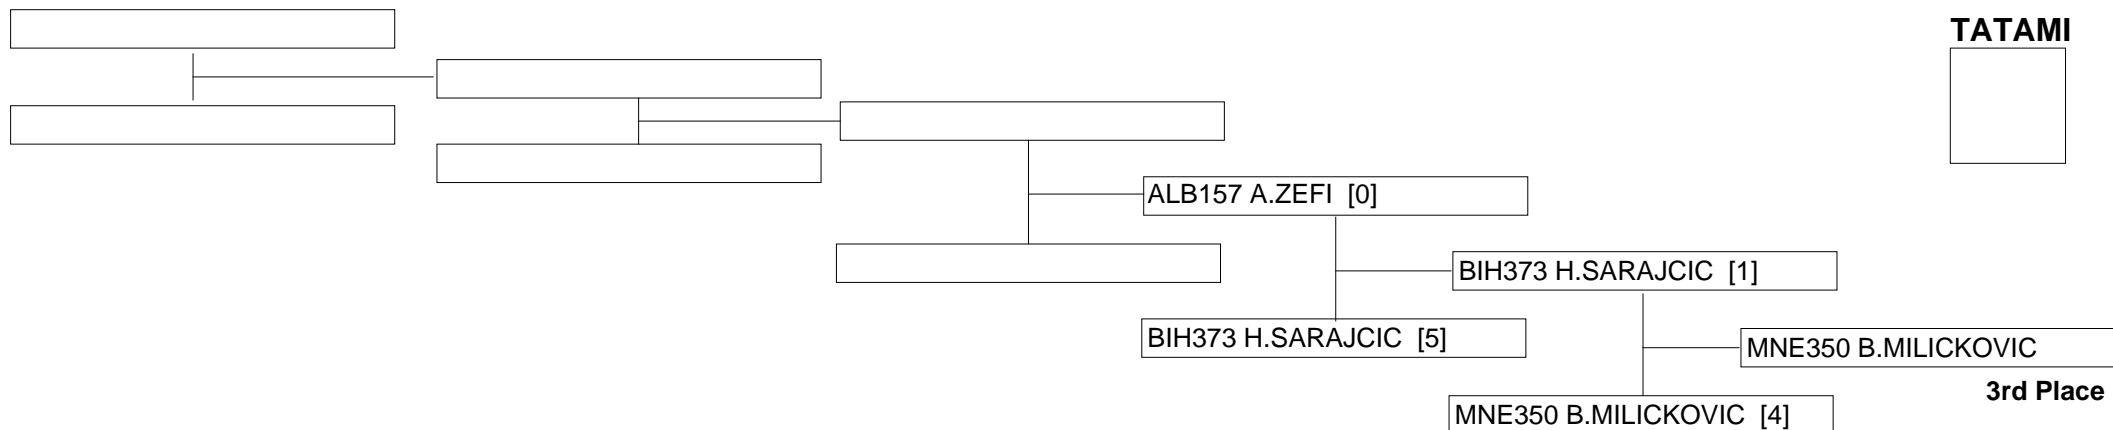 TATAMI
ALB157 A.ZEFI [0]
BIH373 H.SARAJCIC [1]
BIH373 H.SARAJCIC [5]
MNE350 B.MILICKOVIC
3rd Place
MNE350 B.MILICKOVIC [4]